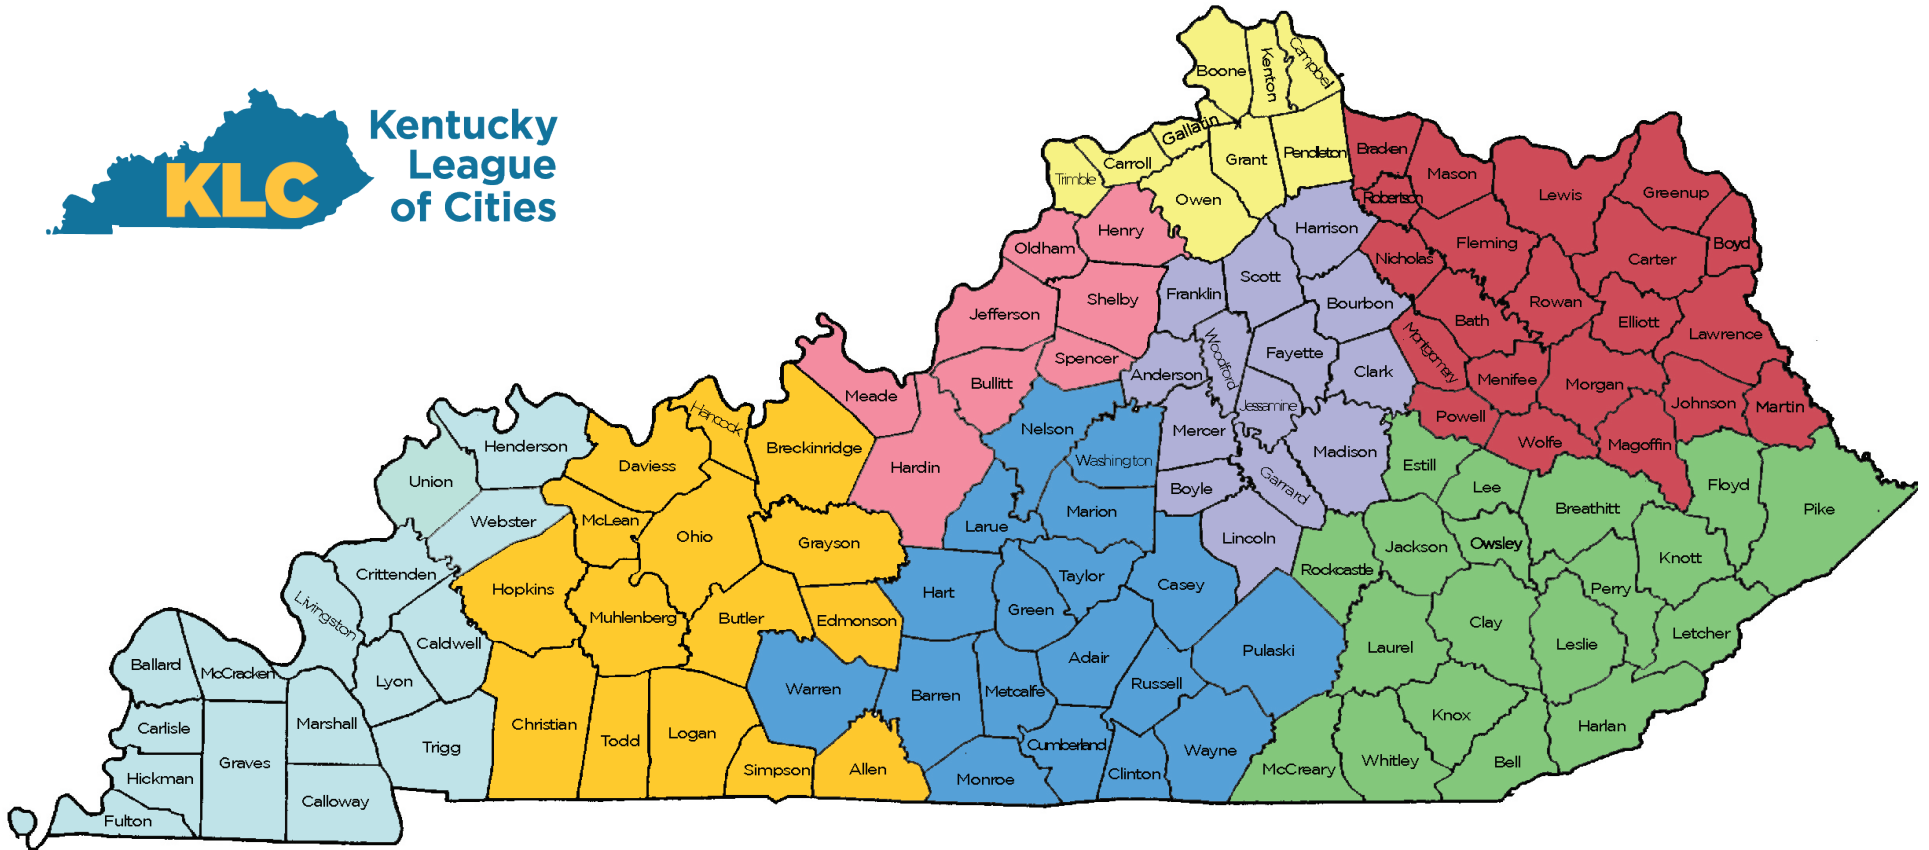 Kentucky
League
of Cities
KLC
Boone
Kenton
Campbel
Gallatin
Carroll
Trimble
Grant
Pendleton
Owen
Bracken
Mason
Robertson
Lewis
Greenup
Boyd
Fleming
Carter
Nicholas
Rowan
Bath
Elliott
Lawrence
Montgomery
Menifee
Morgan
Johnson
Martin
Powell
Wolfe
Magoffin
Henry
Oldham
Shelby
Jefferson
Spencer
Bullitt
Meade
Hardin
Harrison
Scott
Franklin
Bourbon
Woodford
Fayette
Anderson
Clark
Jessamine
Mercer
Madison
Boyle
Garrard
Lincoln
Nelson
Washington
Marion
Larue
Taylor
Casey
Hart
Green
Adair
Pulaski
Russell
Warren
Barren
Metcalfe
Cumberland
Wayne
Monroe
Clinton
Estill
Lee
Floyd
Pike
Breathitt
Jackson
Owsley
Knott
Rockcastle
Perry
Clay
Leslie
Letcher
Laurel
Knox
Harlan
McCreary
Whitley
Bell
Hancock
Breckinridge
Daviess
McLean
Ohio
Grayson
Hopkins
Muhlenberg
Butler
Edmonson
Christian
Todd
Logan
Simpson
Allen
Henderson
Union
Webster
Crittenden
Livingston
Caldwell
Lyon
Ballard
McCracken
Carlisle
Marshall
Trigg
Graves
Hickman
Calloway
Fulton